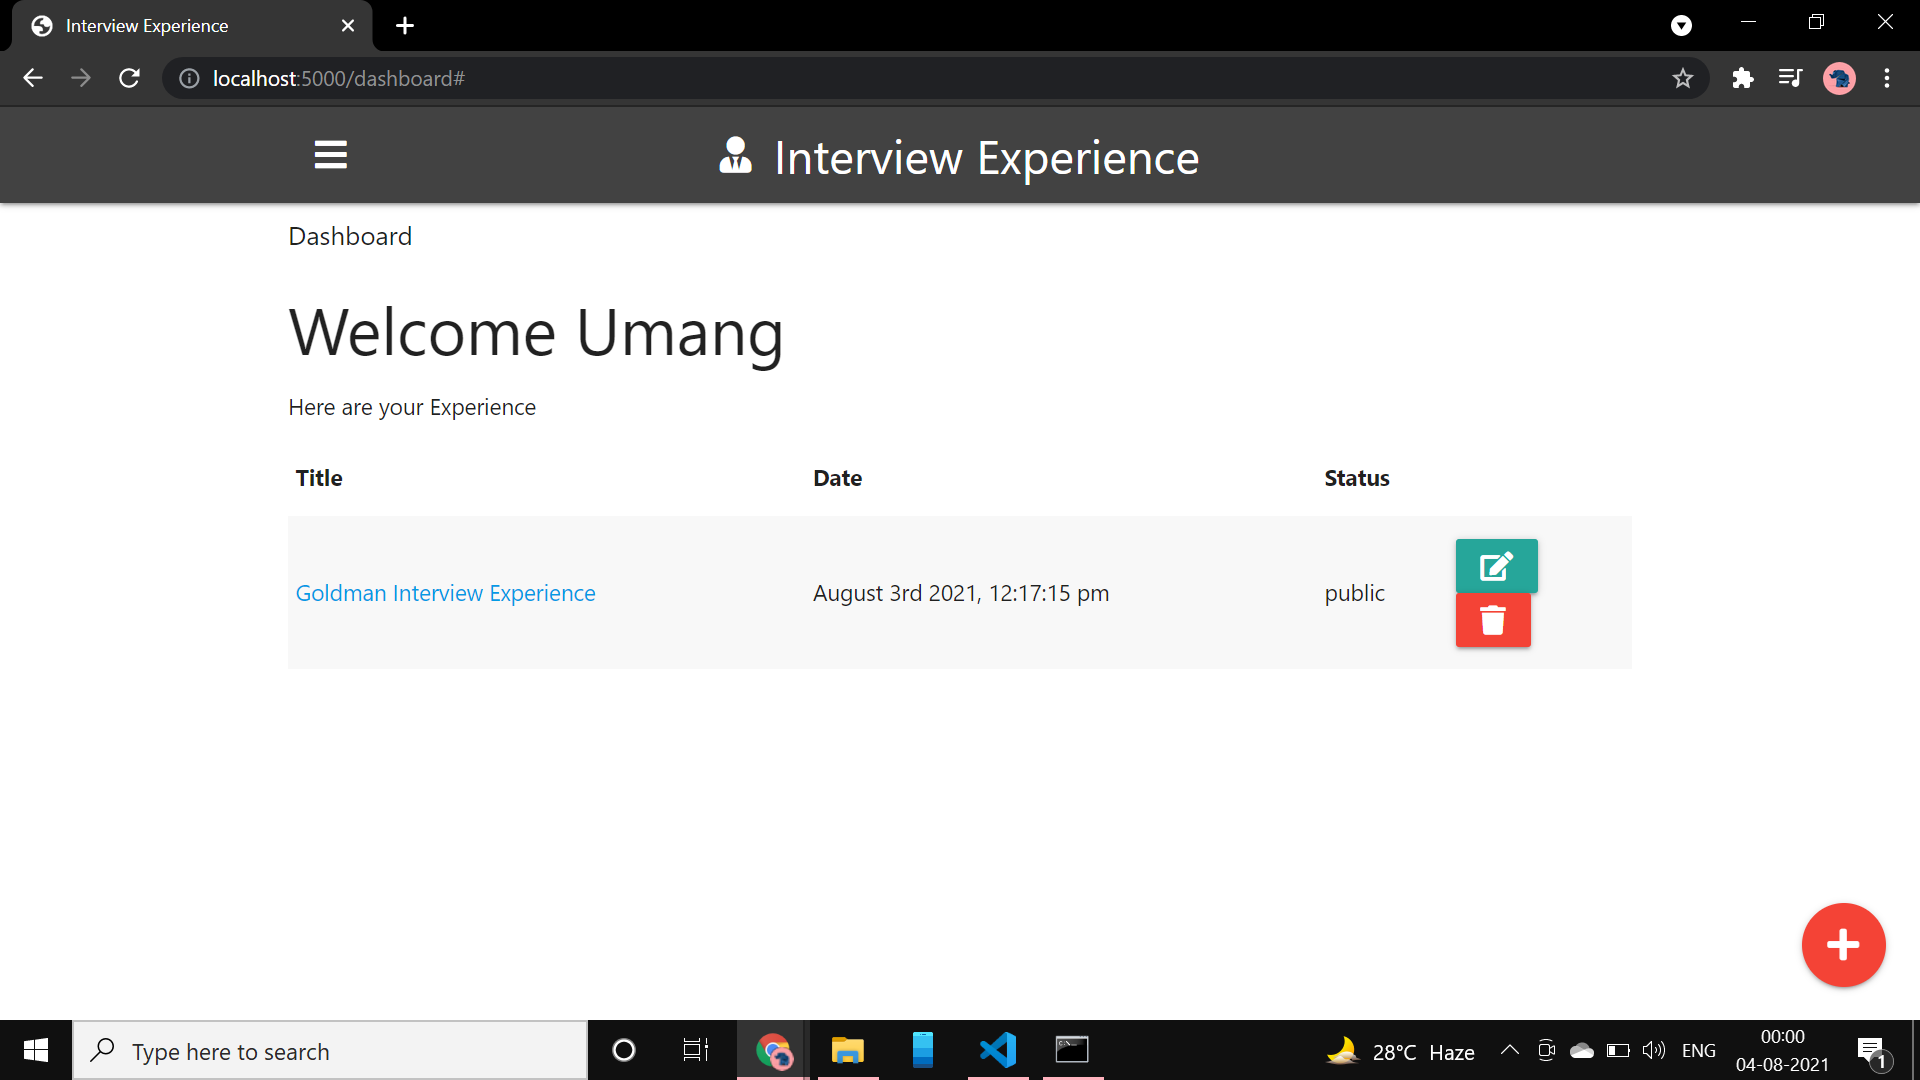 Interview Experience
localhost:5000/dashboard#
Interview Experience
Dashboard
Welcome Umang
Here are your Experience
Title Date Status
Goldman Interview Experience August 3rd 2021, 12:17:15 pm public
Type here to search
28°C Haze
ENG
00:00
04-08-2021
1